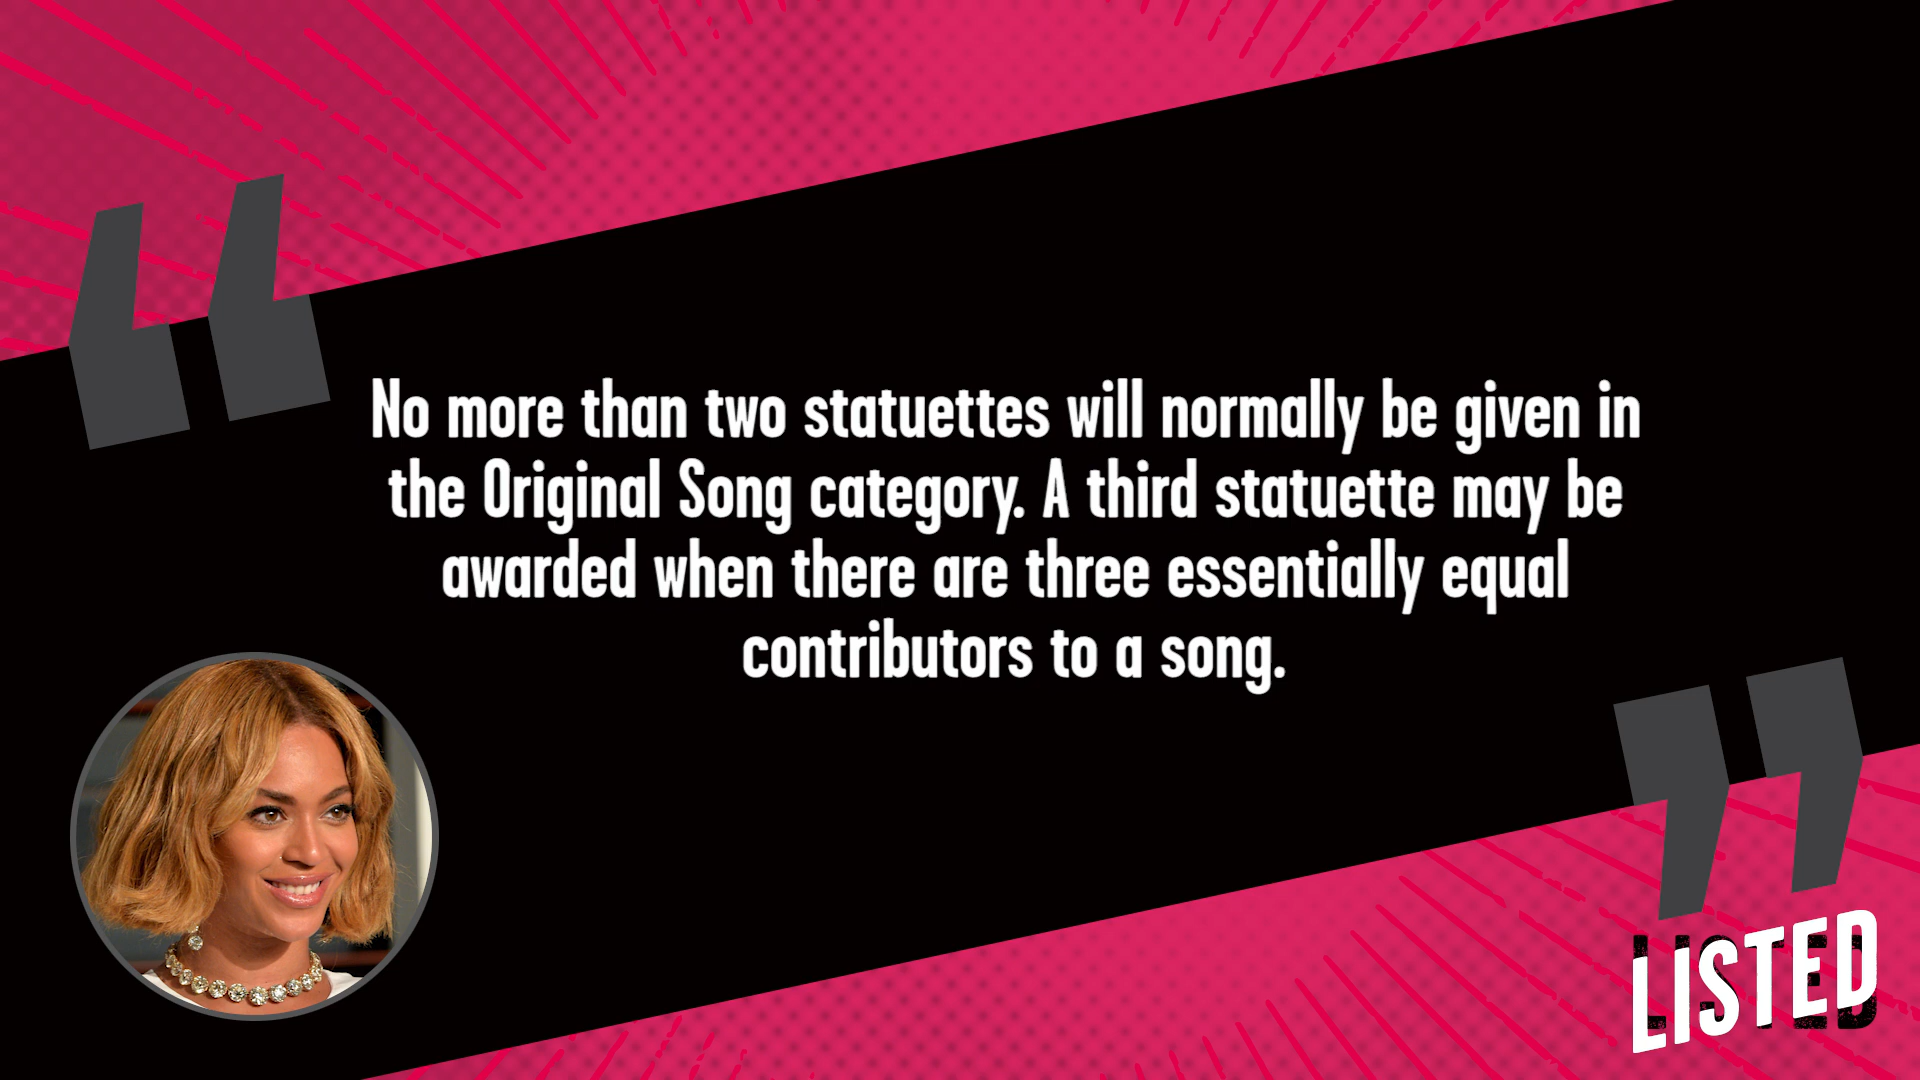 No more than two statuettes will normally be given in
the Original Song category. A third statuette may be
awarded when there are three essentially equal
contributors to a song.
LISTED